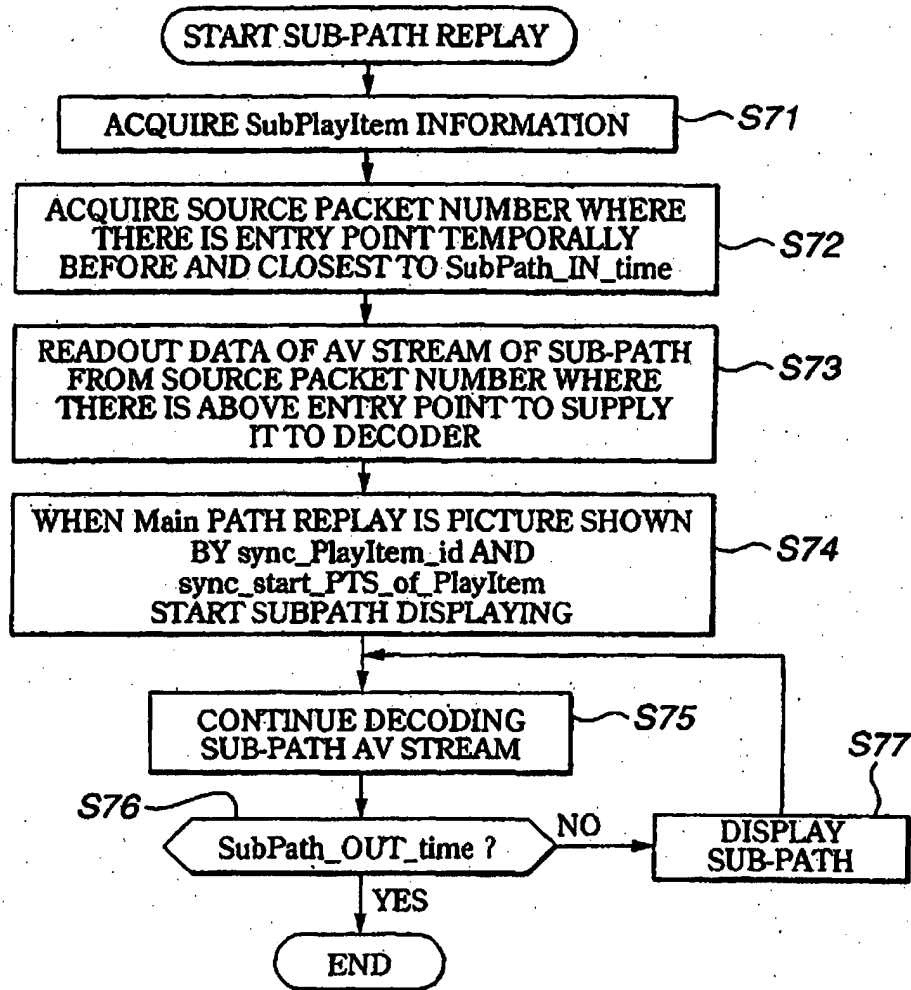 START SUB-PATH REPLAY
ACQUIRE SubPlayItem INFORMATION
S71
ACQUIRE SOURCE PACKET NUMBER WHERE
THERE IS ENTRY POINT TEMPORALLY
BEFORE AND CLOSEST TO SubPath_IN_time
S72
READOUT DATA OF AV STREAM OF SUB-PATH
FROM SOURCE PACKET NUMBER WHERE
THERE IS ABOVE ENTRY POINT TO SUPPLY
IT TO DECODER
S73
WHEN Main PATH REPLAY IS PICTURE SHOWN
BY sync_PlayItem_id AND
sync_start_PTS_of_PlayItem
START SUBPATH DISPLAYING
S74
CONTINUE DECODING
SUB-PATH AV STREAM
S75
S76
SubPath_OUT_time ?
NO
S77
DISPLAY
SUB-PATH
YES
END